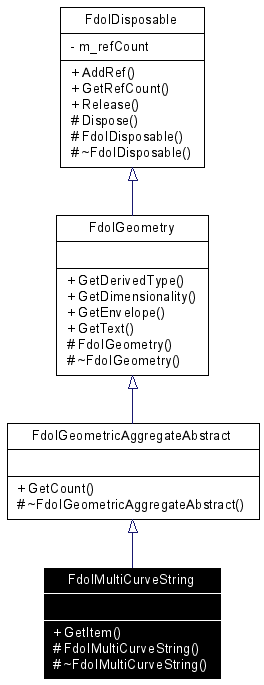 FdoIDisposable
- m_refCount
+ AddRef()
+ GetRefCount()
+ Release()
# Dispose()
# FdoIDisposable()
# ~FdoIDisposable()
FdoIGeometry
+ GetDerivedType()
+ GetDimensionality()
+ GetEnvelope()
+ GetText()
# FdoIGeometry()
# ~FdoIGeometry()
FdoIGeometricAggregateAbstract
+ GetCount()
# ~FdoIGeometricAggregateAbstract()
FdoIMultiCurveString
+ GetItem()
# FdoIMultiCurveString()
# ~FdoIMultiCurveString()